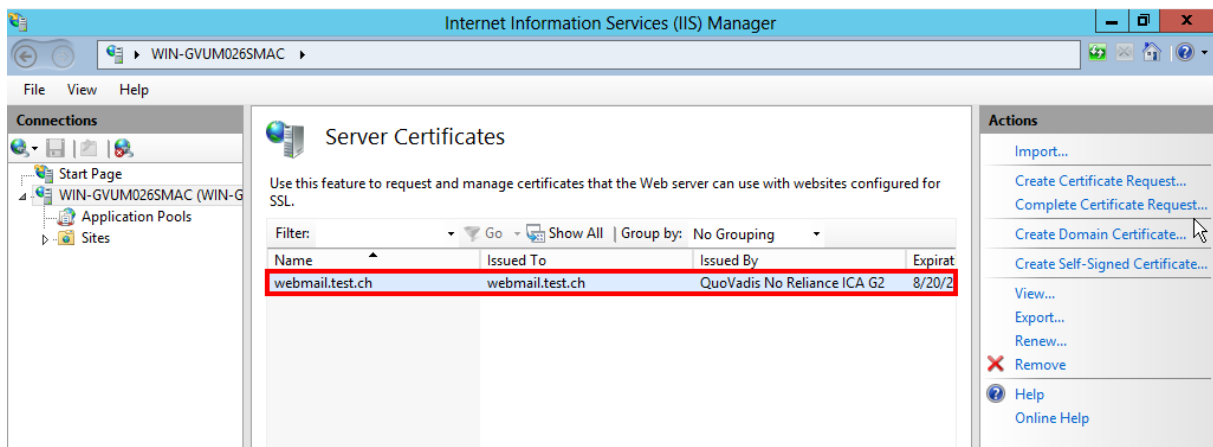 Internet Information Services (IIS) Manager
WIN-GVUM026SMAC
File View Help
Connections
Start Page
WIN-GVUM026SMAC (WIN-G
Application Pools
Sites
Server Certificates
Use this feature to request and manage certificates that the Web server can use with websites configured for
SSL.
Filter: Go Show All Group by: No Grouping
Name Issued To Issued By Expirat
webmail.test.ch webmail.test.ch QuoVadis No Reliance ICA G2 8/20/2
Actions
Import...
Create Certificate Request...
Complete Certificate Request...
Create Domain Certificate...
Create Self-Signed Certificate...
View...
Export...
Renew...
Remove
Help
Online Help